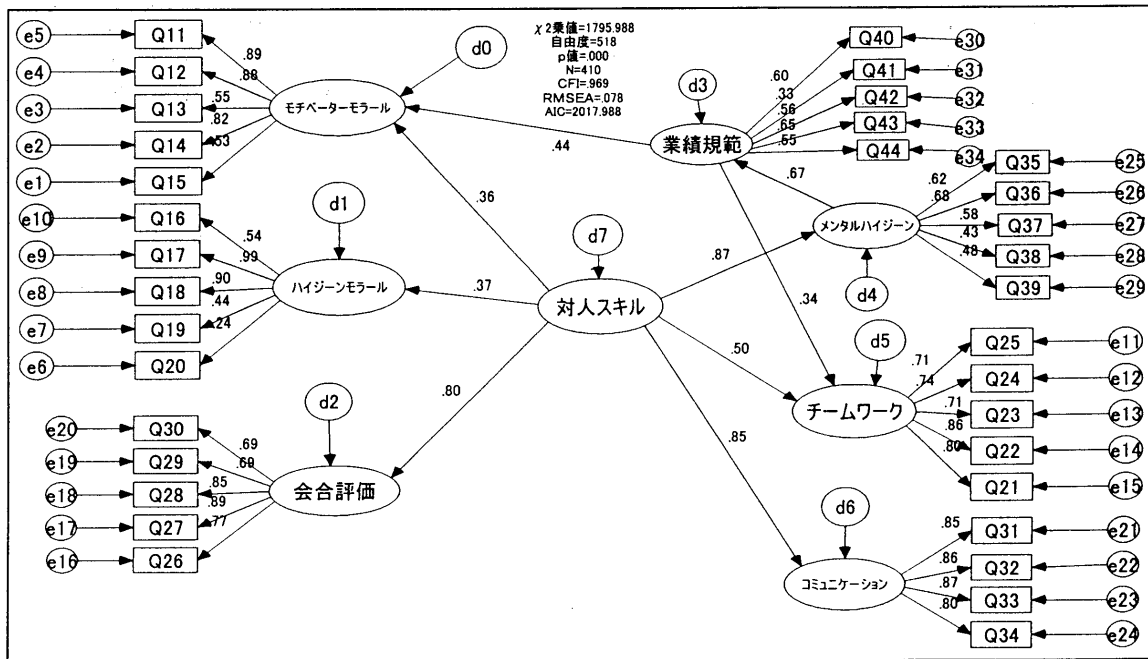 χ2乗値=1795.988
自由度=518
p値=.000
N=410
CFI=.969
RMSEA=.078
AIC=2017.988
e5
Q11
e4
Q12
e3
Q13
e2
Q14
e1
Q15
.89
.88
.55
.82
.53
モチベーターモラール
d0
e10
Q16
e9
Q17
e8
Q18
e7
Q19
e6
Q20
.54
.99
.90
.44
.24
ハイジーンモラール
d1
e20
Q30
e19
Q29
e18
Q28
e17
Q27
e16
Q26
.69
.69
.85
.89
.77
会合評価
d2
.44
.36
.37
.80
対人スキル
d7
.87
.50
.85
.67
.34
業績規範
d3
.60
.33
.56
.65
.55
Q40
e30
Q41
e31
Q42
e32
Q43
e33
Q44
e34
メンタルハイジーン
d4
.62
.68
.58
.43
.48
Q35
e25
Q36
e26
Q37
e27
Q38
e28
Q39
e29
チームワーク
d5
.71
.74
.71
.86
.80
Q25
e11
Q24
e12
Q23
e13
Q22
e14
Q21
e15
コミュニケーション
d6
.85
.86
.87
.80
Q31
e21
Q32
e22
Q33
e23
Q34
e24